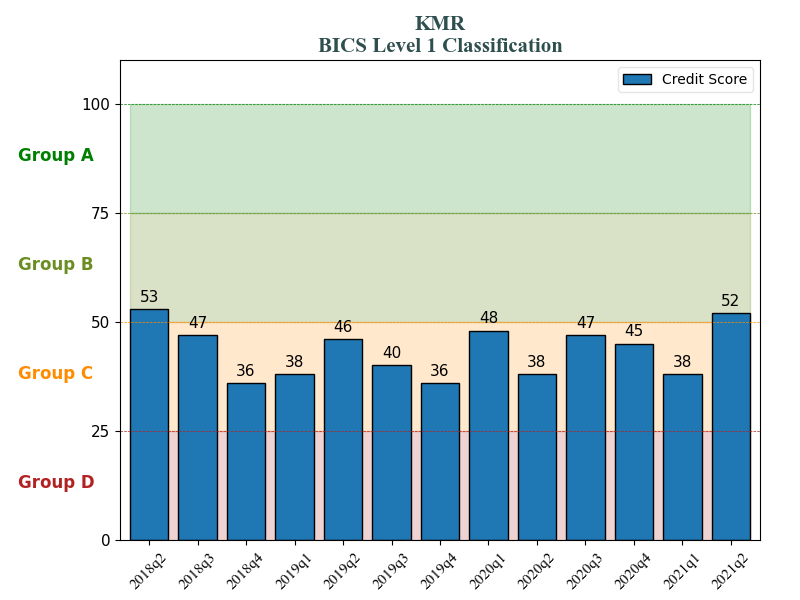 KMR
BICS Level 1 Classification
Credit Score
100
Group A
75
Group B
53
52
50
47
46
48
47
45
40
38
38
38
36
36
Group C
25
Group D
0
2018q2
2018q3
2018q4
2019q1
2019q2
2019q3
2019q4
2020q1
2020q2
2020q3
2020q4
2021q1
2021q2